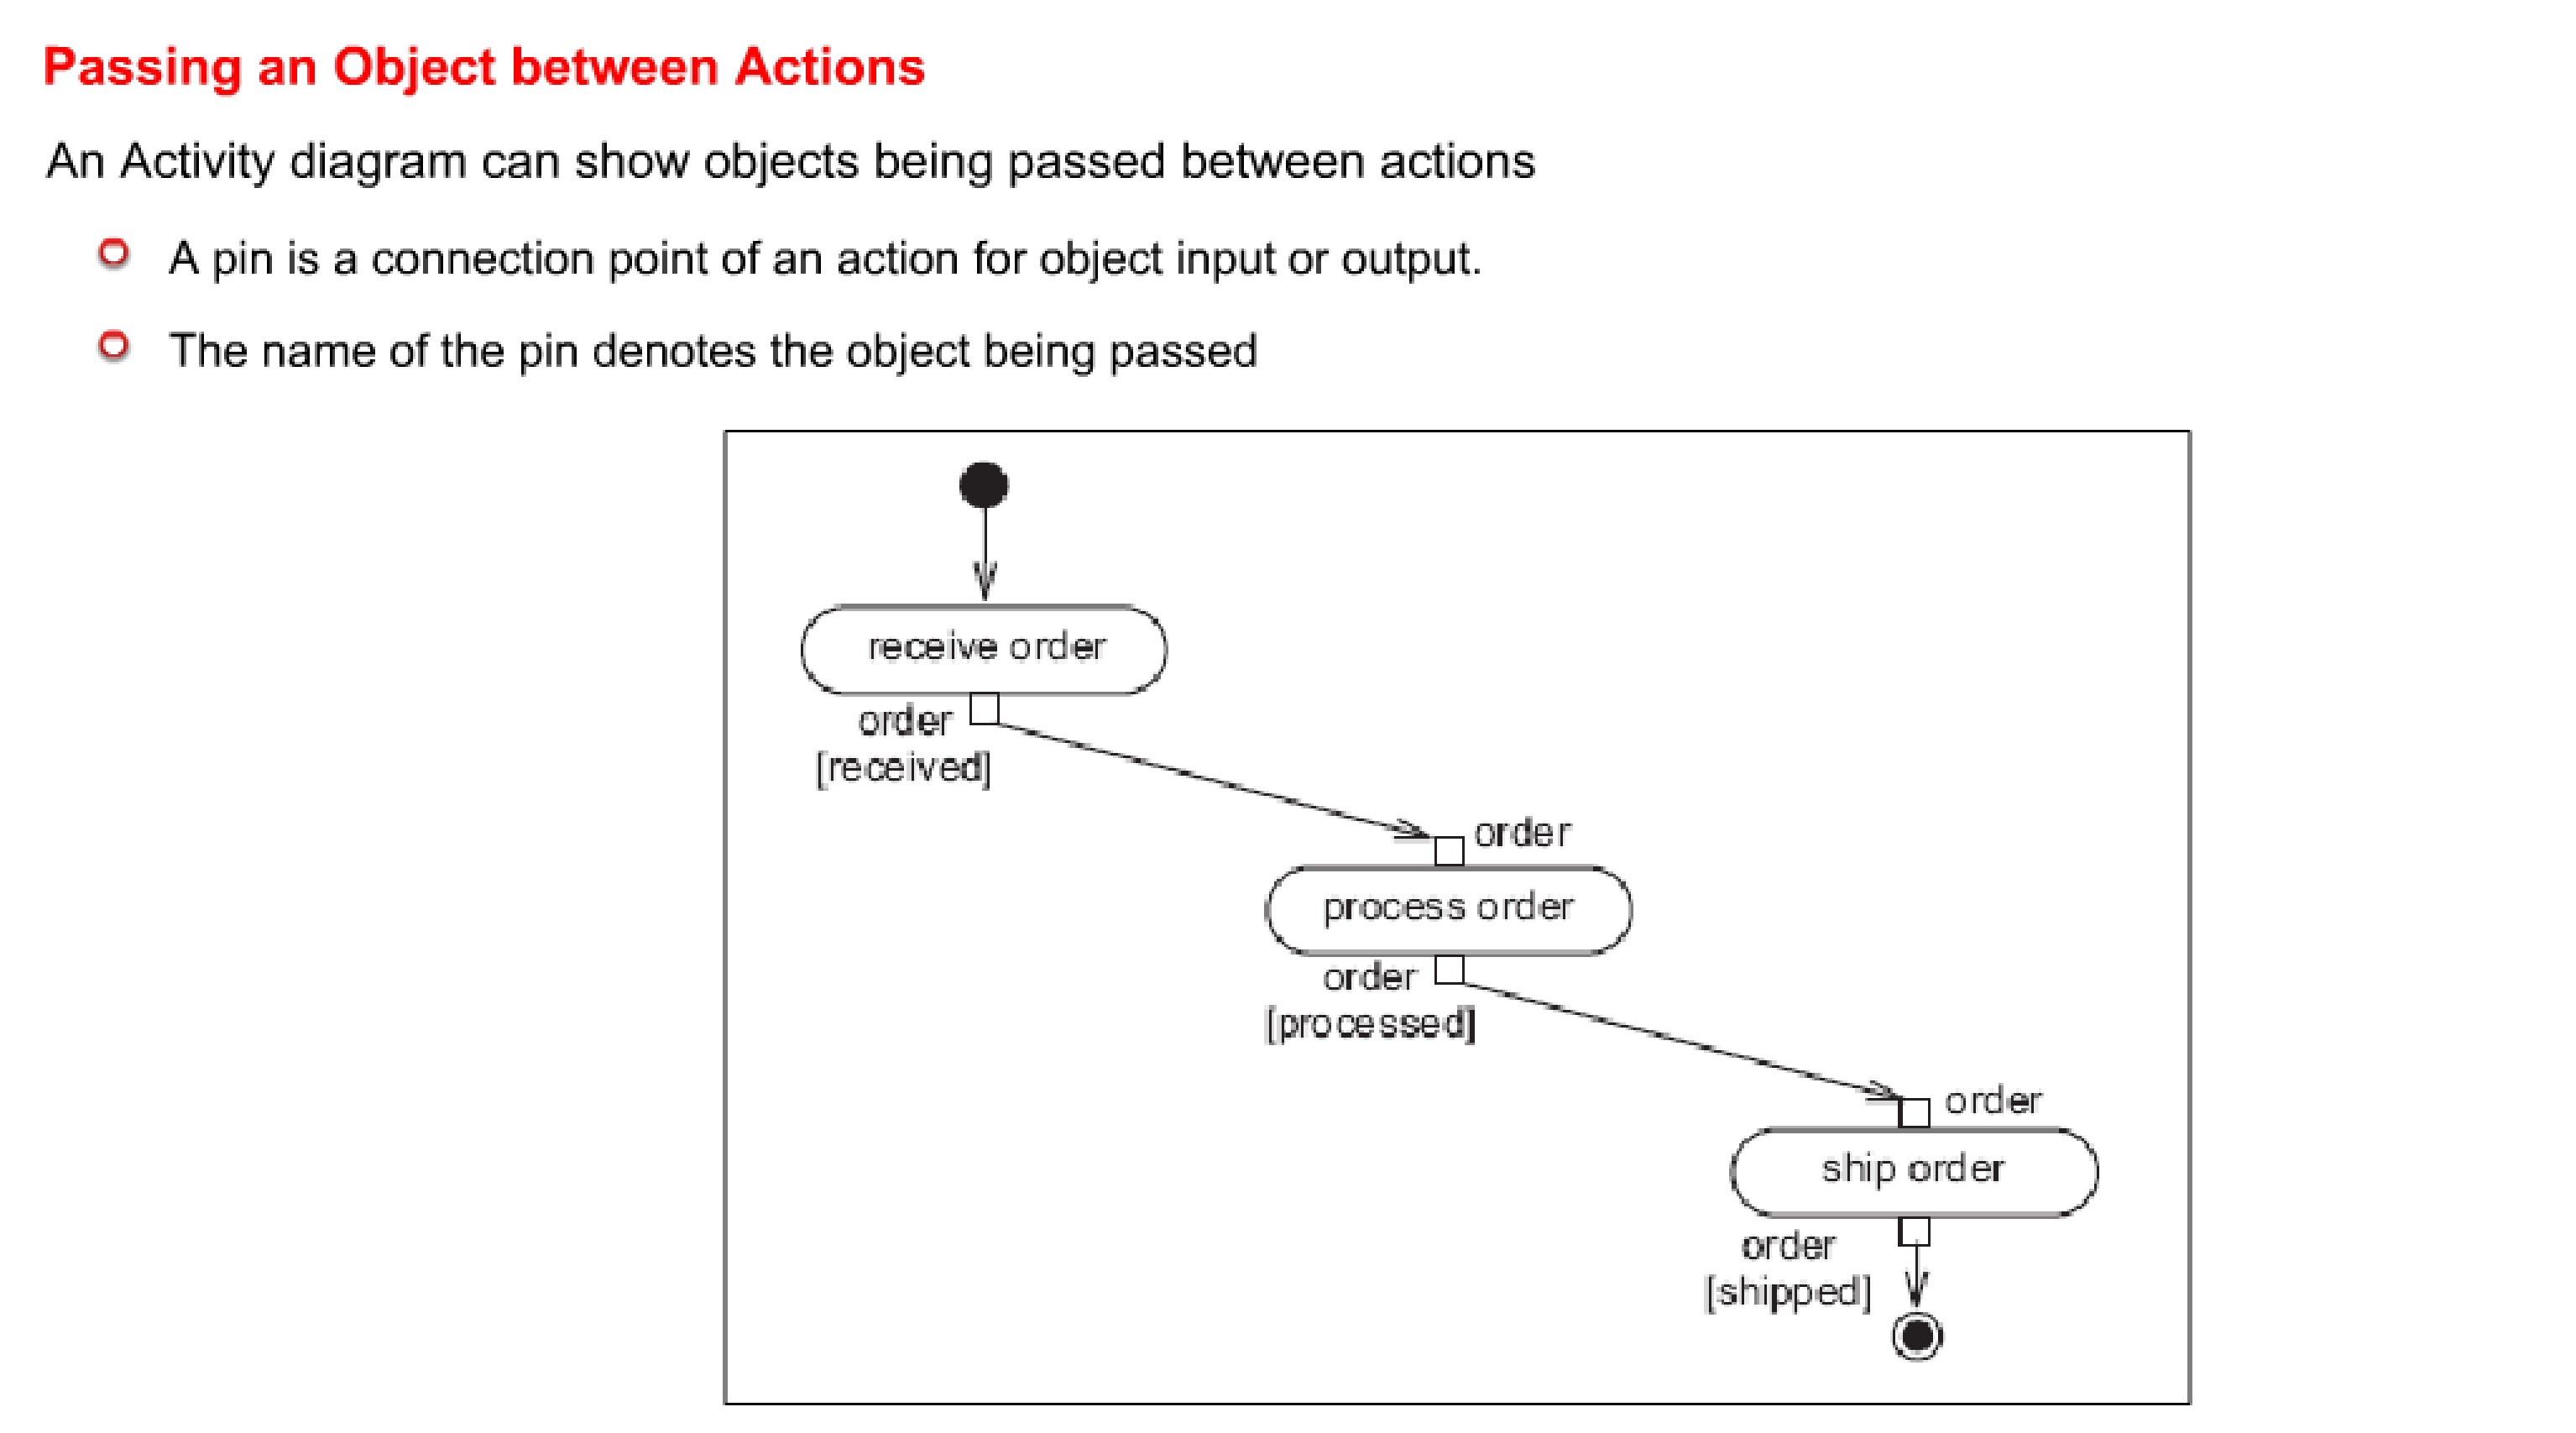 Passing an Object between Actions
An Activity diagram can show objects being passed between actions
A pin is a connection point of an action for object input or output.
The name of the pin denotes the object being passed
receive order
order
[received]
order
process order
order
[processed]
order
ship order
order
[shipped]